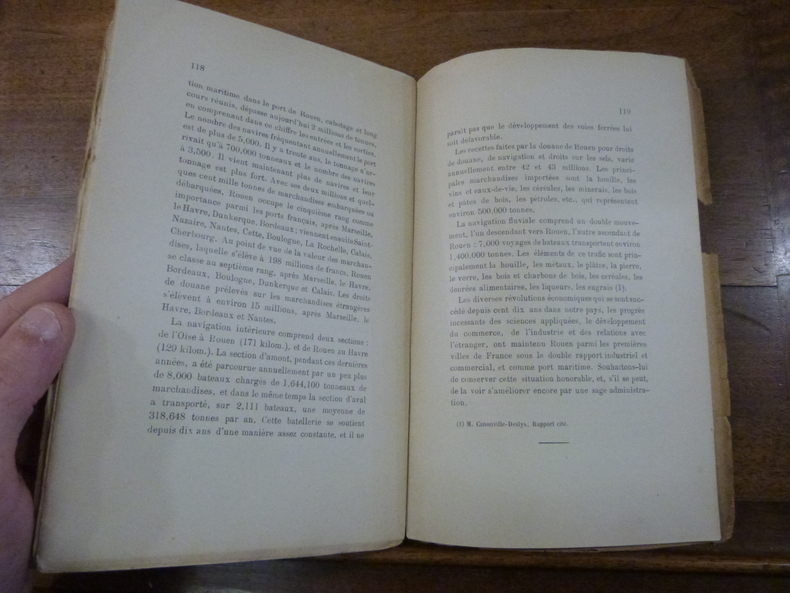 118
tion maritime dans le port de Rouen, cabotage et long
cours réunis, dépasse aujourd'hui 2 millions de tonnes,
en comprenant dans ce chiffre les entrées et les sorties.
Le nombre des navires fréquentant annuellement le port
est de plus de 5,000. Il y a trente ans, le tonnage n'ar-
rivait qu'à 700,000 tonneaux et le nombre des navires
à 3,500. Il vient maintenant plus de navires et leur
tonnage est plus fort. Avec ses deux millions et quel-
ques cent mille tonnes de marchandises embarquées ou
débarquées, Rouen occupe le cinquième rang comme
importance parmi les ports français, après Marseille,
le Havre, Dunkerque, Bordeaux; viennent ensuite Saint-
Nazaire, Nantes, Cette, Boulogne, La Rochelle, Calais,
Cherbourg. Au point de vue de la valeur des marchan-
dises, laquelle s'élève à 198 millions de francs, Rouen
se classe au septième rang, après Marseille, le Havre,
Bordeaux, Boulogne, Dunkerque et Calais. Les droits
de douane prélevés sur les marchandises étrangères
s'élèvent à environ 15 millions, après Marseille, le
Havre, Bordeaux et Nantes.
La navigation intérieure comprend deux sections :
de l'Oise à Rouen (171 kilom.), et de Rouen au Havre
(129 kilom.). La section d'amont, pendant ces dernières
années, a été parcourue annuellement par un peu plus
de 8,000 bateaux chargés de 1,644,100 tonneaux de
marchandises, et dans le même temps la section d'aval
a transporté, sur 2,111 bateaux, une moyenne de
318,648 tonnes par an. Cette batellerie se soutient
depuis dix ans d'une manière assez constante, et il ne
119
paraît pas que le développement des voies ferrées lui
soit défavorable.
Les recettes faites par la douane de Rouen pour droits
de douane, de navigation et droits sur les sels, varie
annuellement entre 42 et 43 millions. Les princi-
pales marchandises importées sont la houille, les
vins et eaux-de-vie, les céréales, les minerais, les bois
et pâtes de bois, les pétroles, etc., qui représentent
environ 500,000 tonnes.
La navigation fluviale comprend un double mouve-
ment, l'un descendant vers Rouen, l'autre ascendant de
Rouen : 7,000 voyages de bateaux transportent environ
1,400,000 tonnes. Les éléments de ce trafic sont prin-
cipalement la houille, les métaux, le plâtre, la pierre,
le verre, les bois et charbons de bois, les céréales, les
denrées alimentaires, les liqueurs, les engrais (1).
Les diverses révolutions économiques qui se sont suc-
cédé depuis cent dix ans dans notre pays, les progrès
incessants des sciences appliquées, le développement
du commerce, de l'industrie et des relations avec
l'étranger, ont maintenu Rouen parmi les premières
villes de France sous le double rapport industriel et
commercial, et comme port maritime. Souhaitons-lui
de conserver cette situation honorable, et, s'il se peut,
de la voir s'améliorer encore par une sage administra-
tion.
(1) M. Rapport cité.